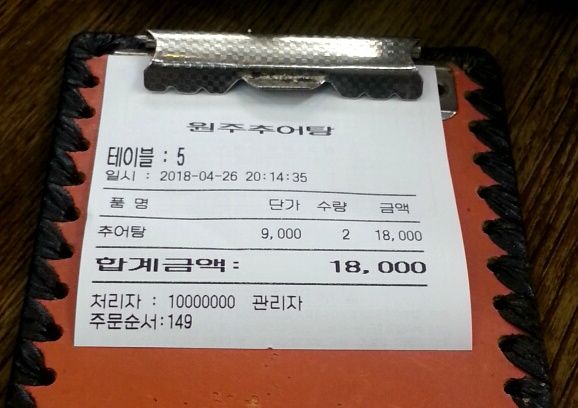 원주추어탕
테이블 : 5
일시 : 2018-04-26 20:14:35
품 명 단가 수량 금액
추어탕 9,000 2 18,000
합계금액: 18,000
처리자 : 10000000 관리자
주문순서:149